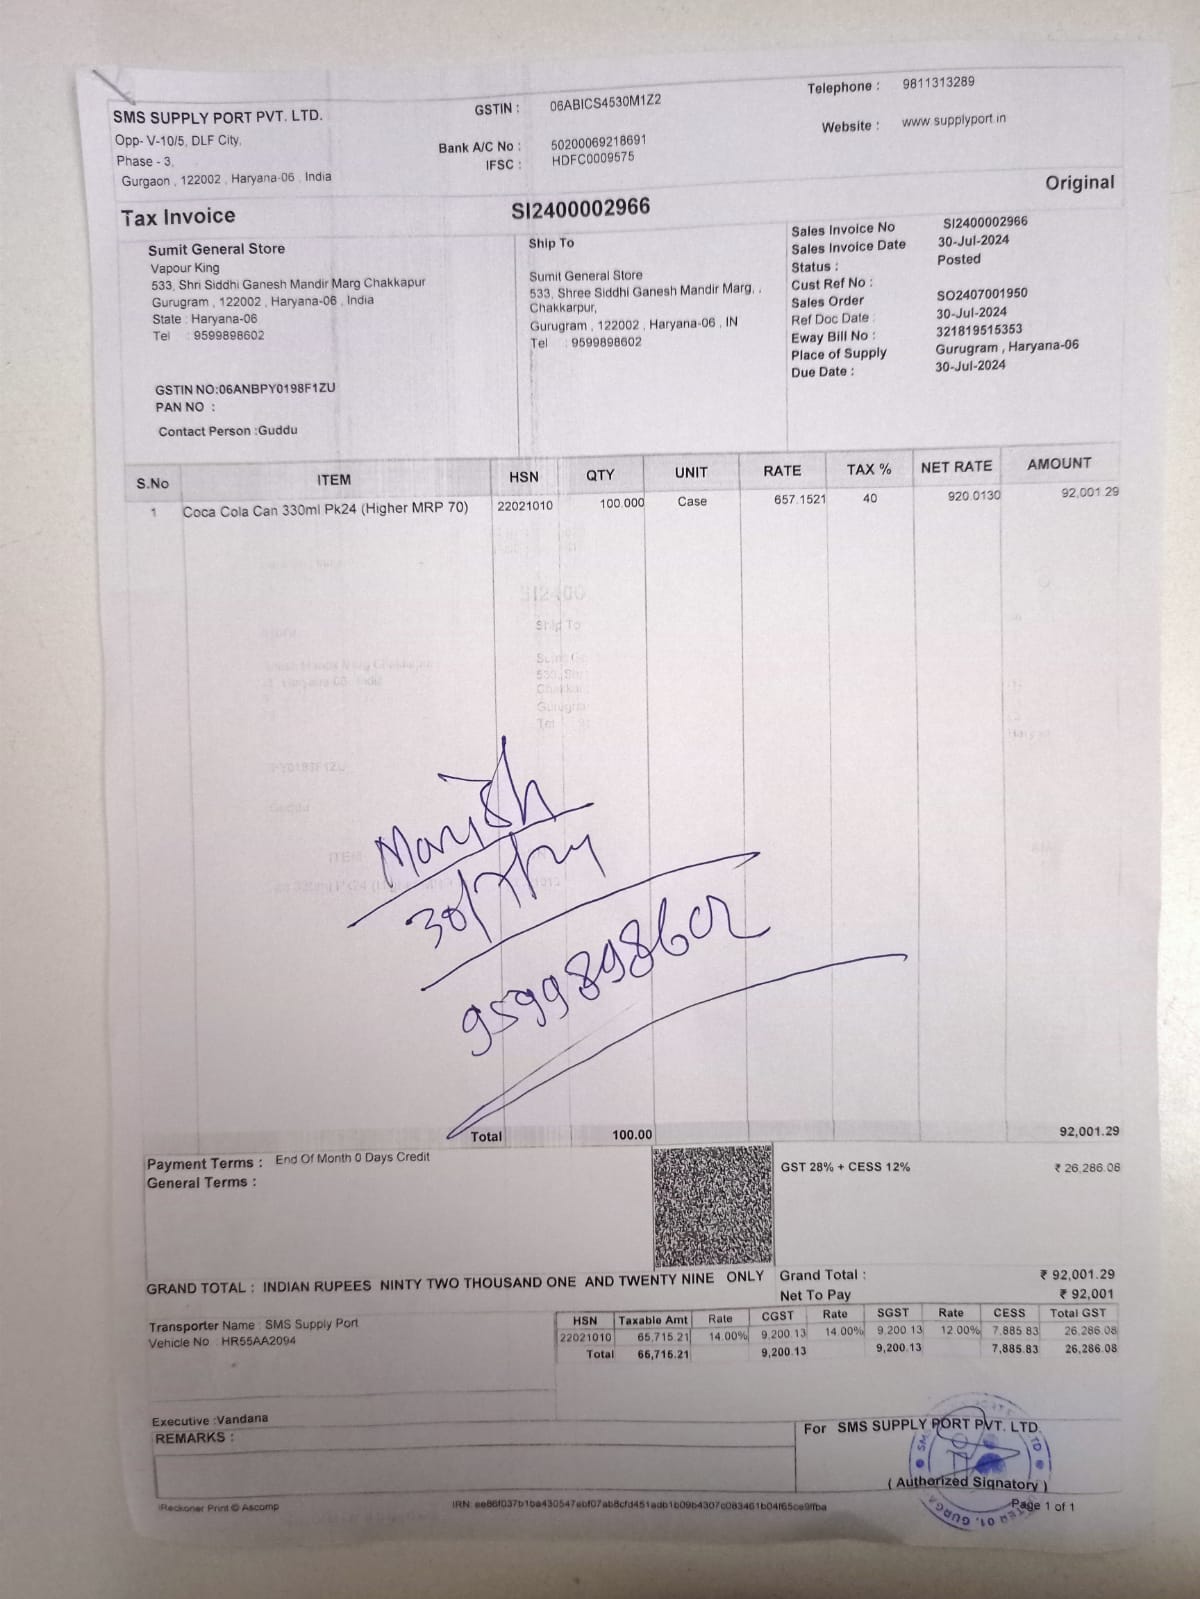 SMS SUPPLY PORT PVT. LTD.
Opp- V-10/5, DLF City,
Phase - 3,
Gurgaon , 122002 , Haryana-06 , India
GSTIN : 06ABICS4530M1Z2
Bank A/C No : 50200069218691
IFSC : HDFC0009575
Telephone : 9811313289
Website : www.supplyport.in
Original
Tax Invoice SI2400002966
Sumit General Store
Vapour King
533, Shri Siddhi Ganesh Mandir Marg Chakkapur
Gurugram , 122002 , Haryana-06 , India
State : Haryana-06
Tel : 9599898602
GSTIN NO:06ANBPY0198F1ZU
PAN NO :
Contact Person :Guddu
Ship To
Sumit General Store
533, Shree Siddhi Ganesh Mandir Marg, ,
Chakkarpur,
Gurugram , 122002 , Haryana-06 , IN
Tel : 9599898602
Sales Invoice No SI2400002966
Sales Invoice Date 30-Jul-2024
Status : Posted
Cust Ref No :
Sales Order SO2407001950
Ref Doc Date : 30-Jul-2024
Eway Bill No : 321819515353
Place of Supply Gurugram , Haryana-06
Due Date : 30-Jul-2024
S.No ITEM HSN QTY UNIT RATE TAX % NET RATE AMOUNT
1 Coca Cola Can 330ml Pk24 (Higher MRP 70) 22021010 100.000 Case 657.1521 40 920.0130 92,001.29
Manish
30/7/24
9599898602
Total 100.00 92,001.29
Payment Terms : End Of Month 0 Days Credit
General Terms :
GST 28% + CESS 12% ₹ 26,286.08
GRAND TOTAL : INDIAN RUPEES NINTY TWO THOUSAND ONE AND TWENTY NINE ONLY
Grand Total : ₹ 92,001.29
Net To Pay ₹ 92,001
Transporter Name : SMS Supply Port
Vehicle No : HR55AA2094
HSN Taxable Amt Rate CGST Rate SGST Rate CESS Total GST
22021010 65,715.21 14.00% 9,200.13 14.00% 9,200.13 12.00% 7,885.83 26,286.08
Total 65,715.21 9,200.13 9,200.13 7,885.83 26,286.08
Executive :Vandana
REMARKS :
For SMS SUPPLY PORT PVT. LTD.
( Authorized Signatory )
iReckoner Print © Ascomp
Page 1 of 1